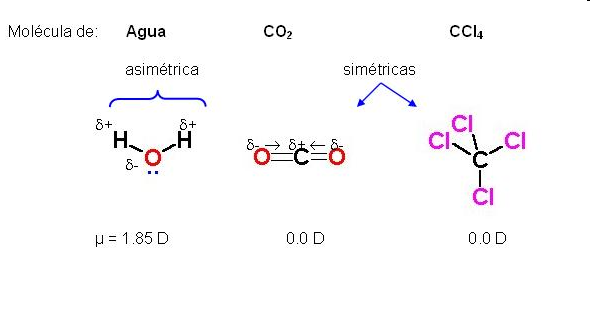 Molécula de: Agua CO₂ CCl₄
asimétrica simétricas
δ+ δ+
H H
δ- O
δ- → δ+ ← δ-
O=C=O
Cl
Cl Cl
C
Cl
μ = 1.85 D 0.0 D 0.0 D